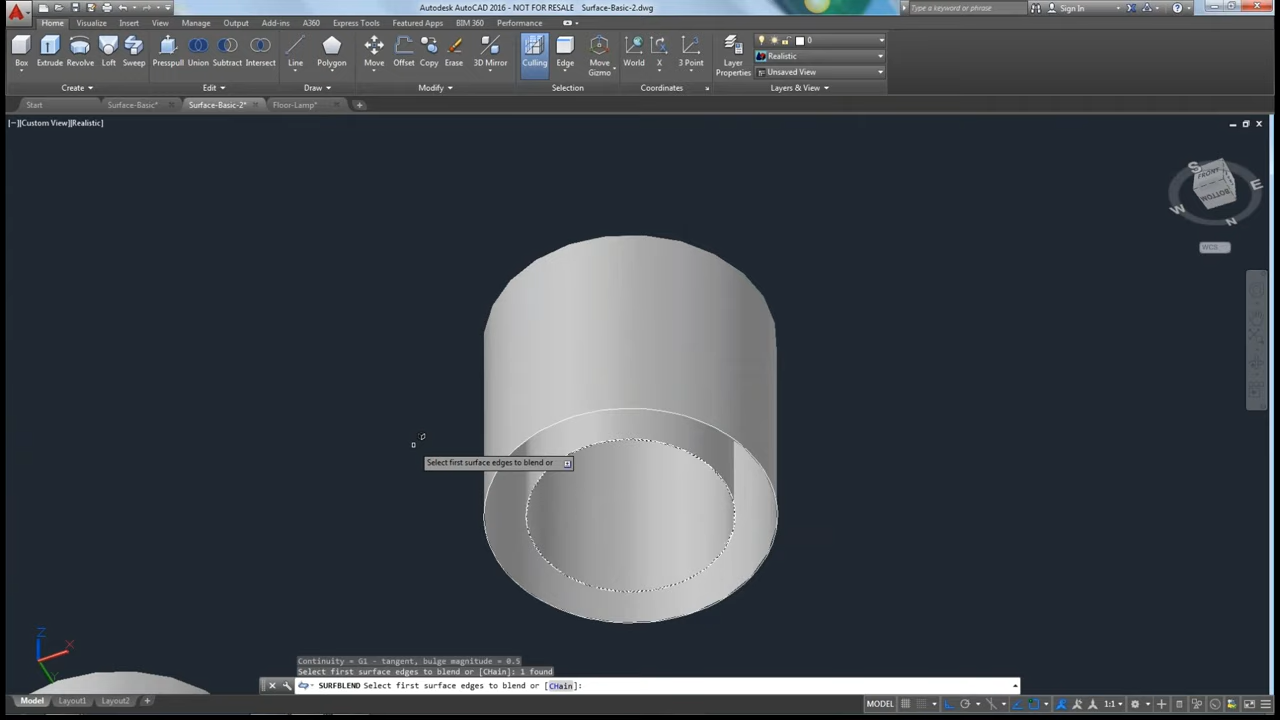 Autodesk AutoCAD 2016 - NOT FOR RESALE Surface-Basic-2.dwg
Type a keyword or phrase
Sign In
Home Visualize Insert View Manage Output Add-ins A360 Express Tools Featured Apps BIM 360 Performance
Box Extrude Revolve Loft Sweep Presspull Union Subtract Intersect Line Polygon Move Offset Copy Erase 3D Mirror Culling Edge Move Gizmo World X 3 Point Layer Properties
0
Realistic
Unsaved View
Create Edit Draw Modify Selection Coordinates Layers & View
Start Surface-Basic* Surface-Basic-2* Floor-Lamp*
[−][Custom View][Realistic]
S
FRONT
E
W
BOTTOM
N
WCS
Select first surface edges to blend or
Z
X
Y
Continuity = G1 - tangent, bulge magnitude = 0.5
Select first surface edges to blend or [CHain]: 1 found
SURFBLEND Select first surface edges to blend or [CHain]:
Model Layout1 Layout2
MODEL
1:1